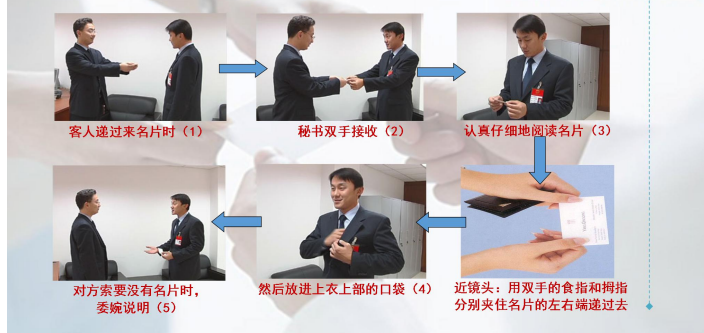 客人递过来名片时（1）
秘书双手接收（2）
认真仔细地阅读名片（3）
近镜头：用双手的食指和拇指
分别夹住名片的左右端递过去
然后放进上衣上部的口袋（4）
对方索要没有名片时，
委婉说明（5）